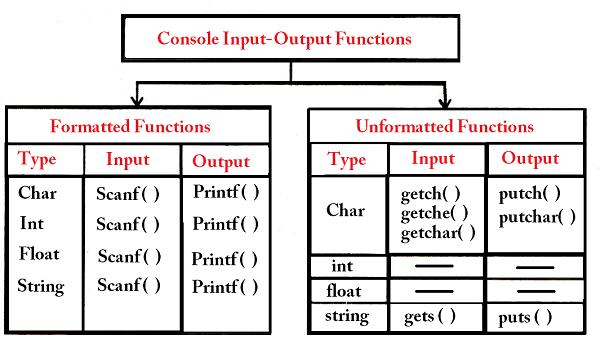 Console Input-Output Functions
Formatted Functions
Type Input Output
Char Scanf( ) Printf( )
Int Scanf( ) Printf( )
Float Scanf( ) Printf( )
String Scanf( ) Printf( )
Unformatted Functions
Type Input Output
Char
getch( ) putch( )
getche( ) putchar( )
getchar( )
int — —
float — —
string gets ( ) puts ( )